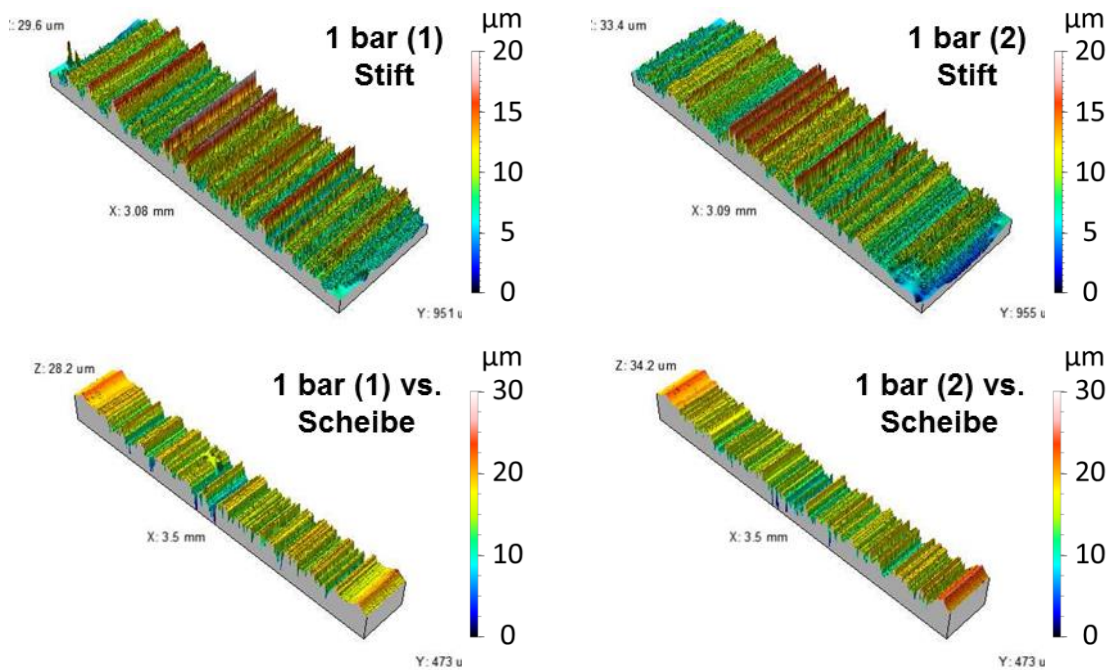 : 29.6 um
1 bar (1)
Stift
µm
20
15
10
5
0
X: 3.08 mm
Y: 951 u
: 33.4 um
1 bar (2)
Stift
µm
20
15
10
5
0
X: 3.09 mm
Y: 955 u
Z: 28.2 um
1 bar (1) vs.
Scheibe
µm
30
20
10
0
X: 3.5 mm
Y: 473 u
Z: 34.2 um
1 bar (2) vs.
Scheibe
µm
30
20
10
0
X: 3.5 mm
Y: 473 u